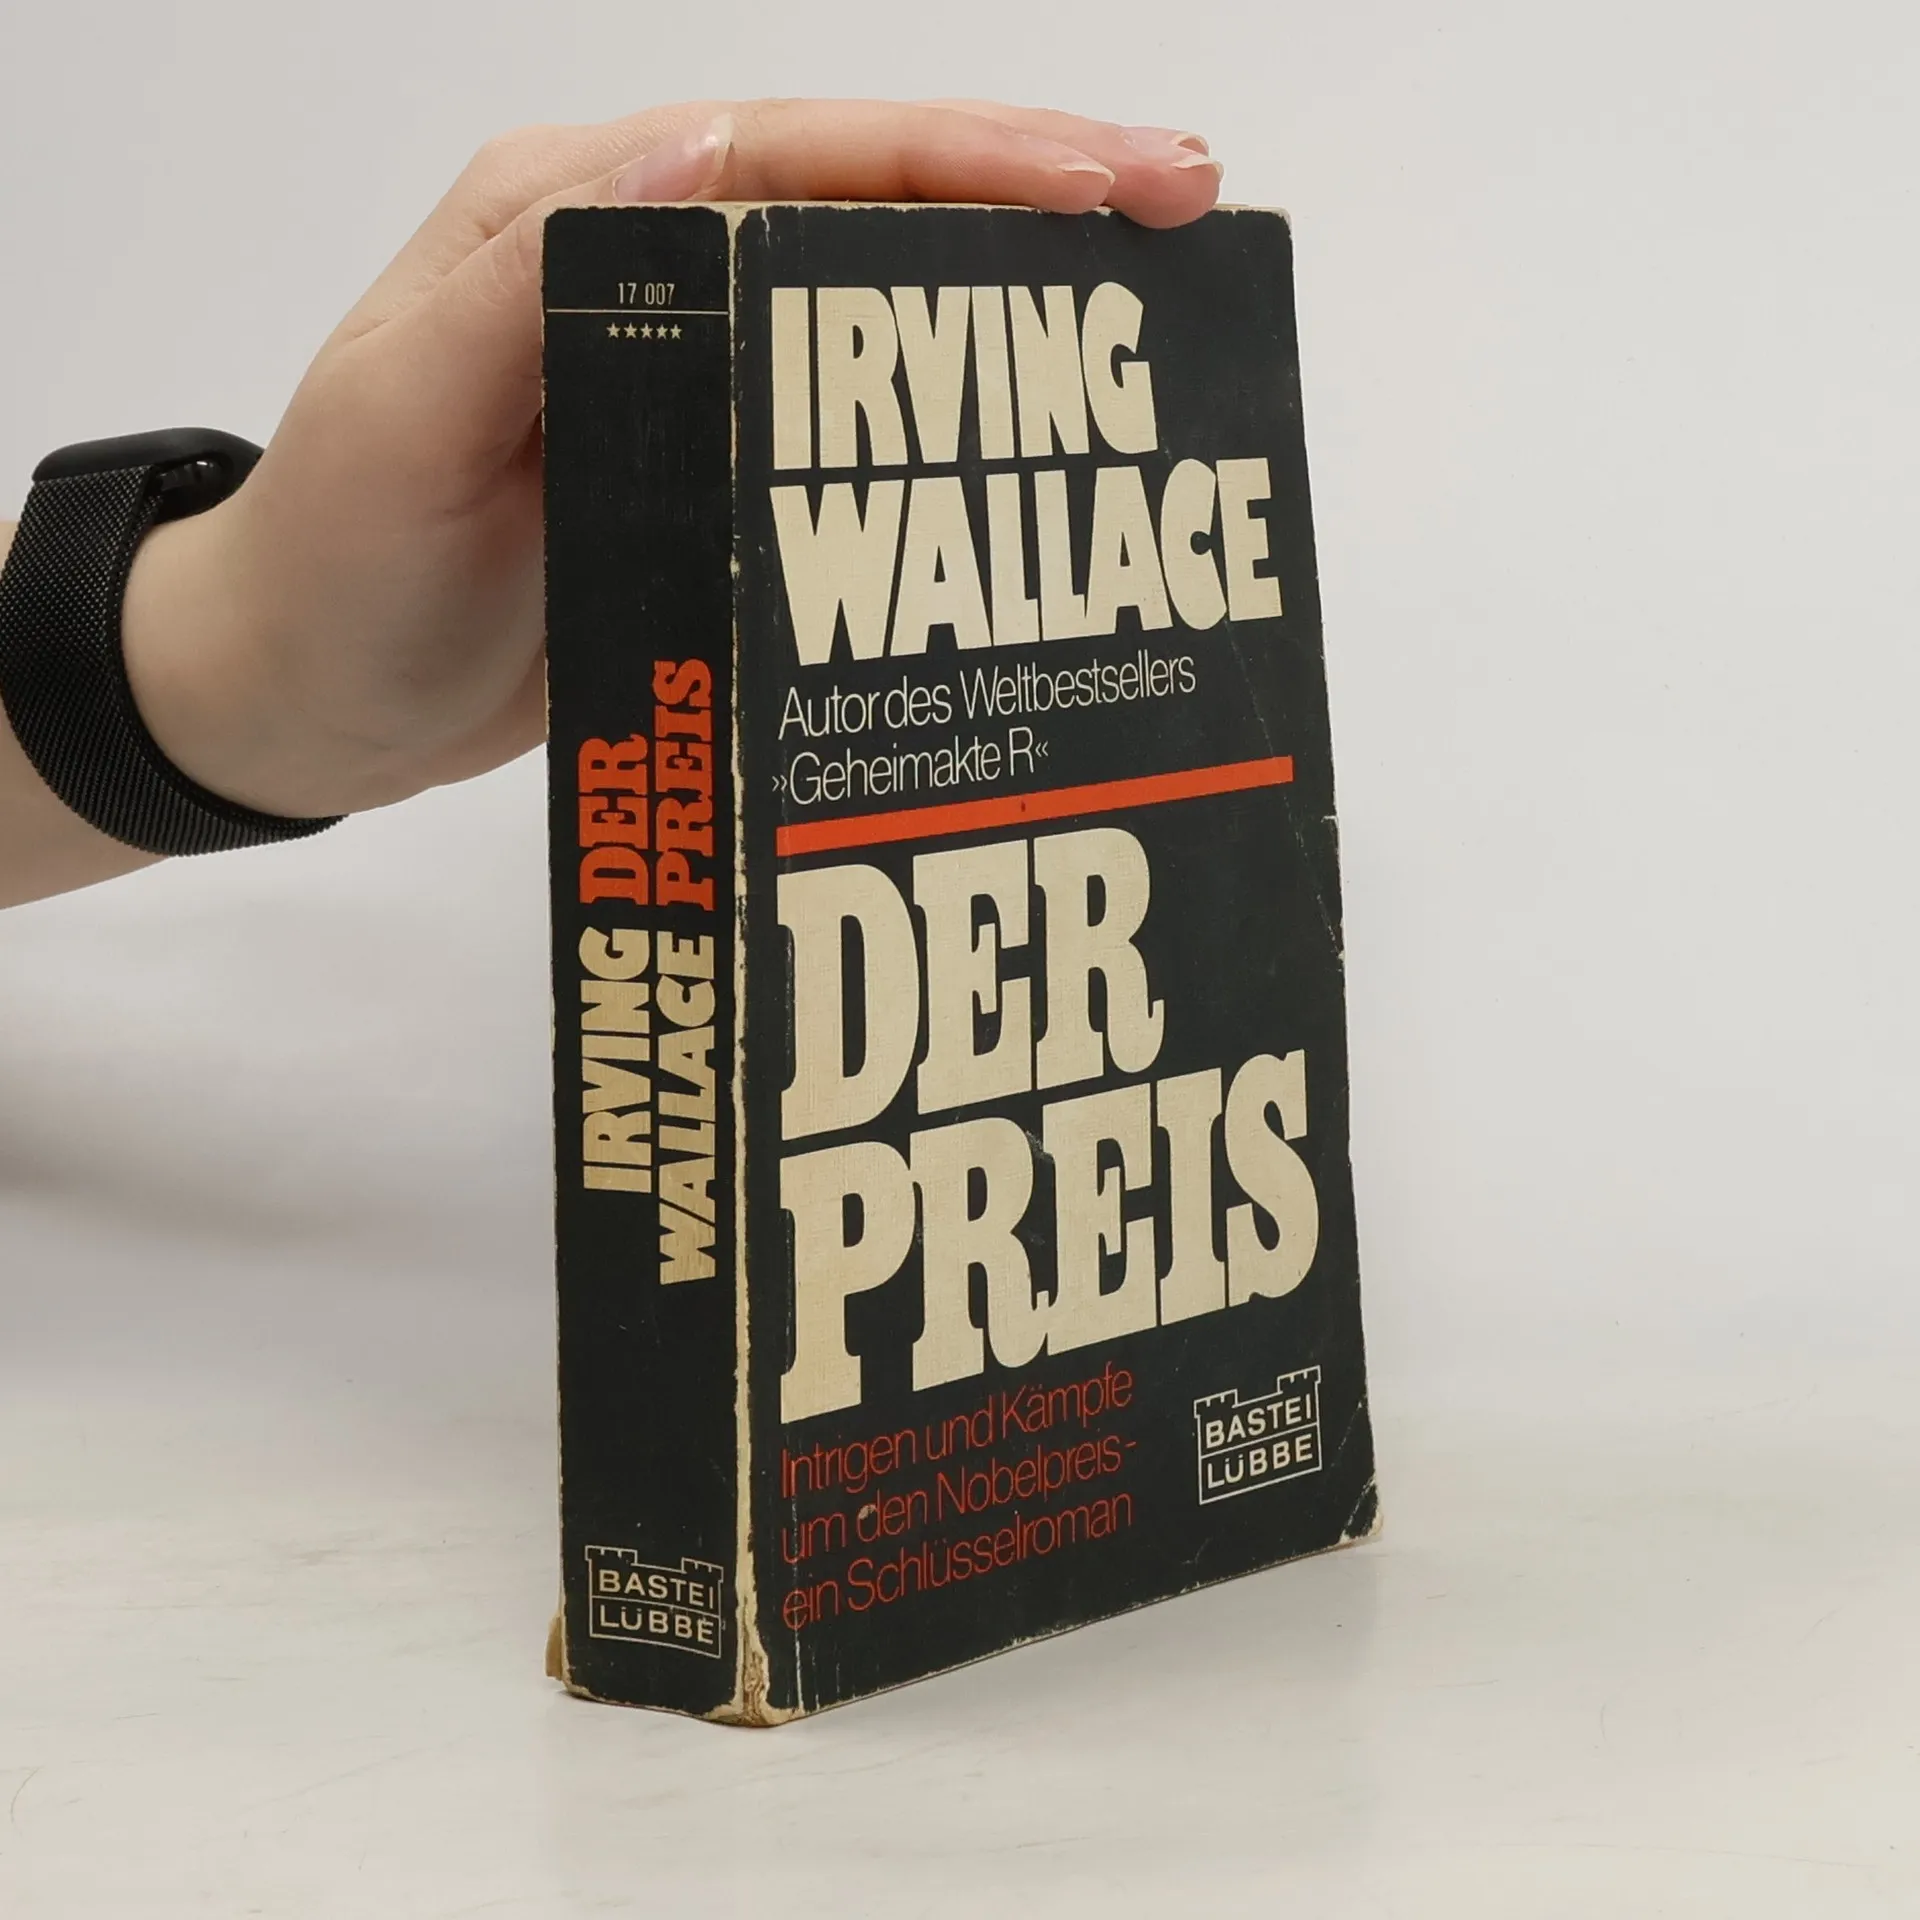 17 007
★★★★★
IRVING DER
WALLACE PREIS
BASTEI
LÜBBE
IRVING
WALLACE
Autor des Weltbestsellers
»Geheimakte R«
DER
PREIS
Intrigen und Kämpfe
um den Nobelpreis-
ein Schlüsselroman
BASTEI
LÜBBE